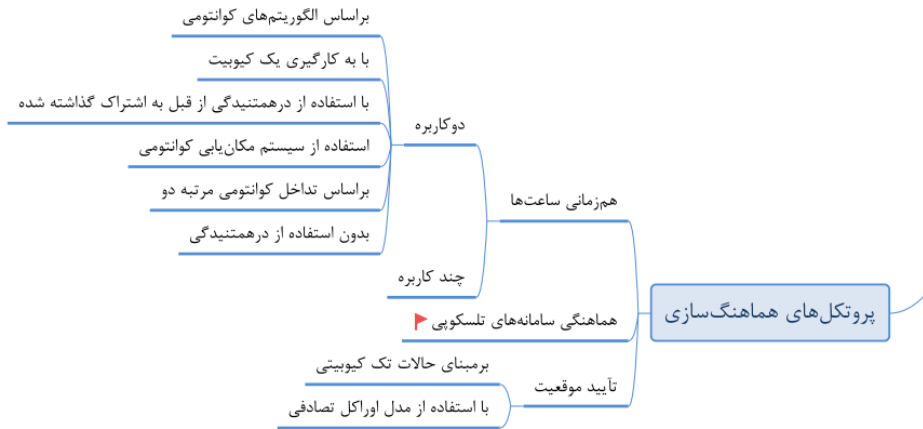 پروتکل‌های هماهنگ‌سازی
هم‌زمانی ساعت‌ها
دوکاربره
براساس الگوریتم‌های کوانتومی
با به کارگیری یک کیوبیت
با استفاده از درهمتنیدگی از قبل به اشتراک گذاشته شده
استفاده از سیستم مکان‌یابی کوانتومی
براساس تداخل کوانتومی مرتبه دو
بدون استفاده از درهمتنیدگی
چند کاربره
هماهنگی سامانه‌های تلسکوپی
تأیید موقعیت
برمبنای حالات تک کیوبیتی
با استفاده از مدل اوراکل تصادفی